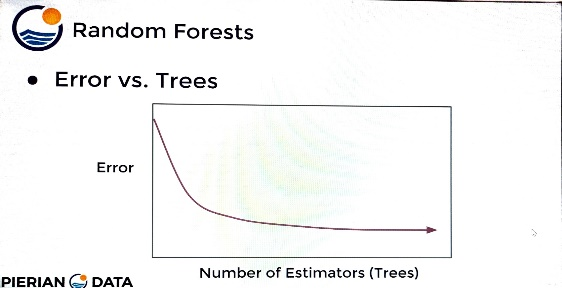 Random Forests
• Error vs. Trees
Error
Number of Estimators (Trees)
PIERIAN DATA